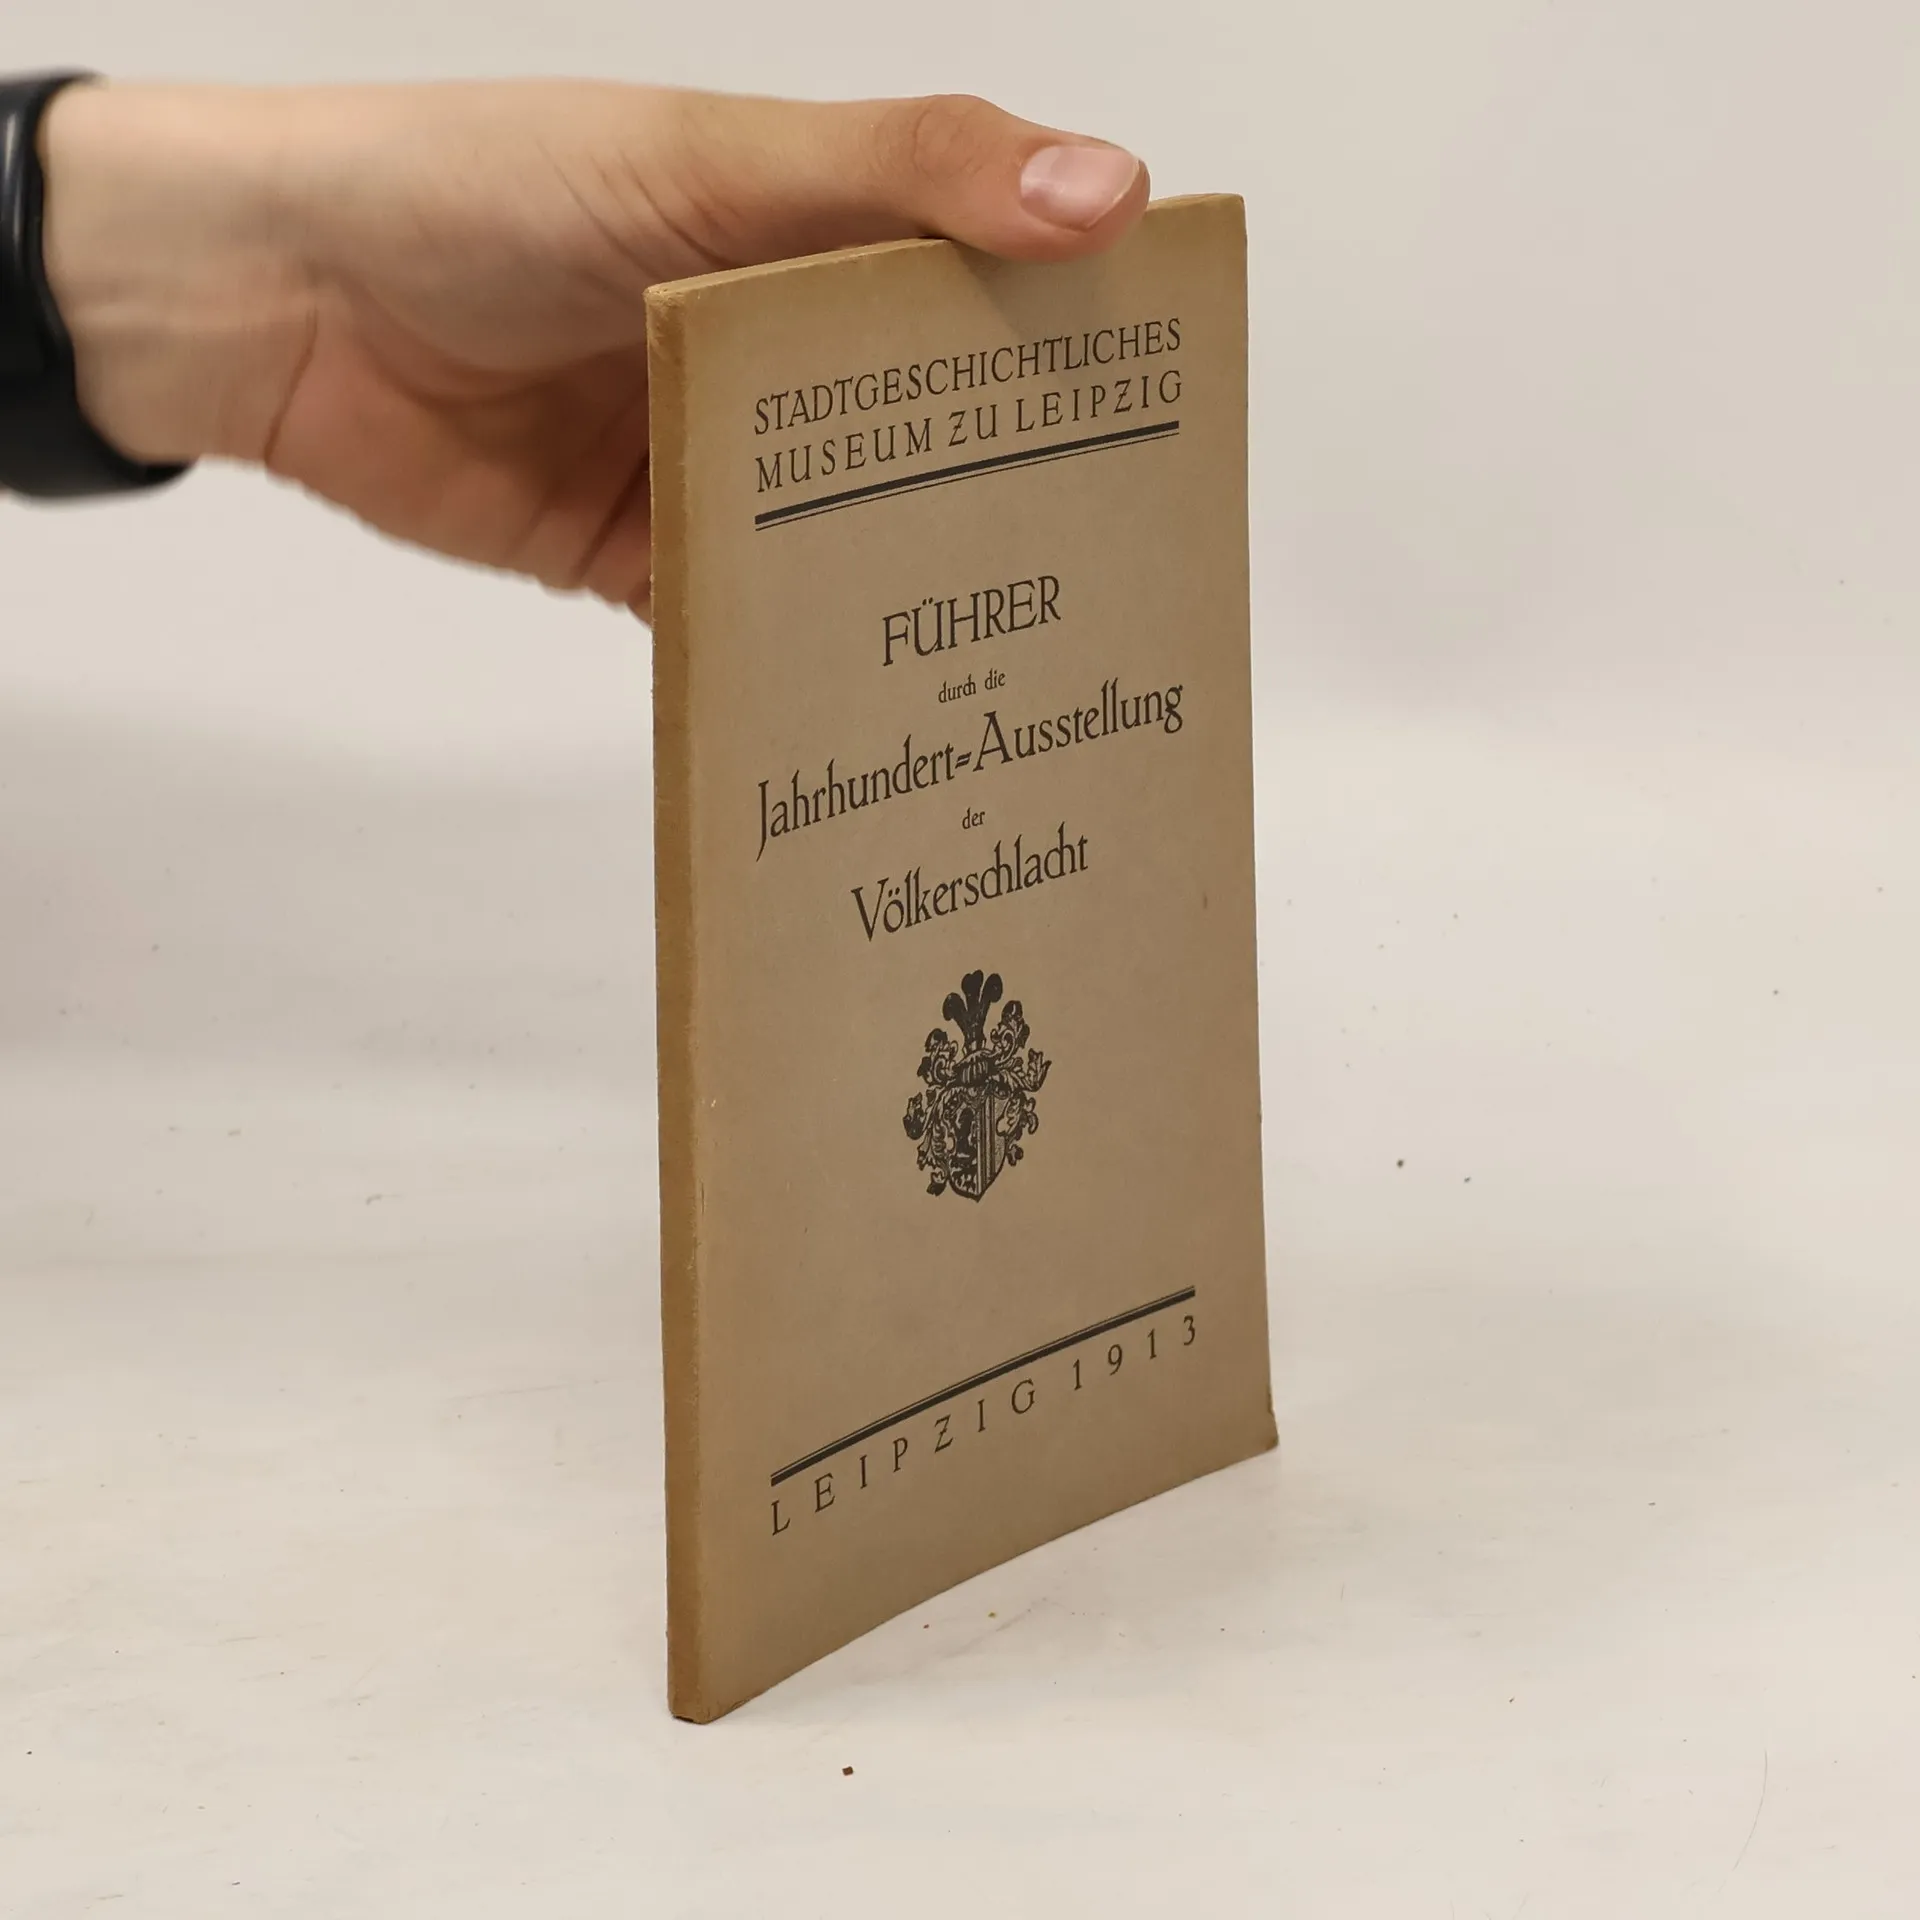 STADTGESCHICHTLICHES
MUSEUM ZU LEIPZIG
FÜHRER
durch die
Jahrhundert=Ausstellung
der
Völkerschlacht
LEIPZIG 1913